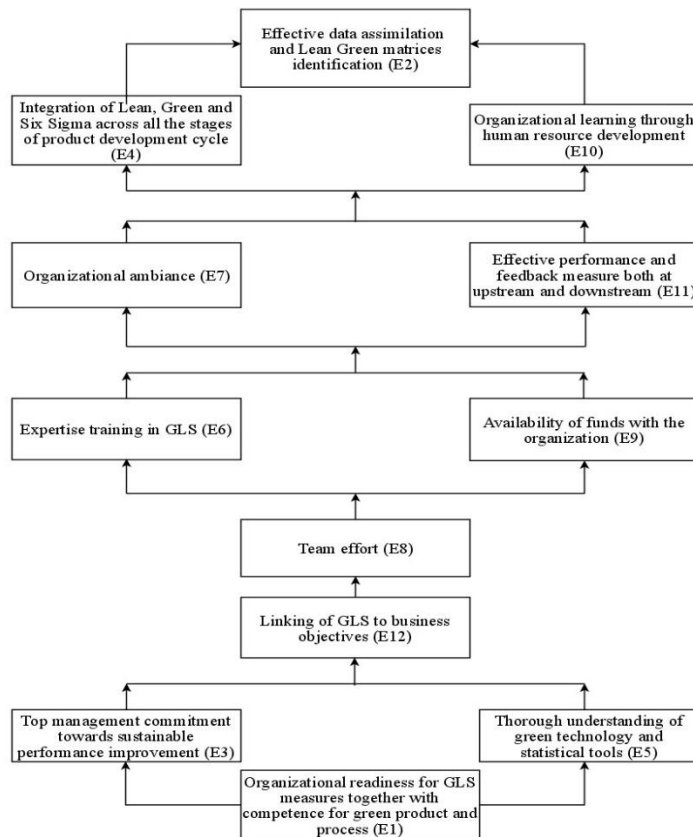 Effective data assimilation
and Lean Green matrices
identification (E2)
Integration of Lean, Green and
Six Sigma across all the stages
of product development cycle
(E4)
Organizational learning through
human resource development
(E10)
Organizational ambiance (E7)
Effective performance and
feedback measure both at
upstream and downstream (E11)
Expertise training in GLS (E6)
Availability of funds with the
organization (E9)
Team effort (E8)
Linking of GLS to business
objectives (E12)
Top management commitment
towards sustainable
performance improvement (E3)
Thorough understanding of
green technology and
statistical tools (E5)
Organizational readiness for GLS
measures together with
competence for green product and
process (E1)